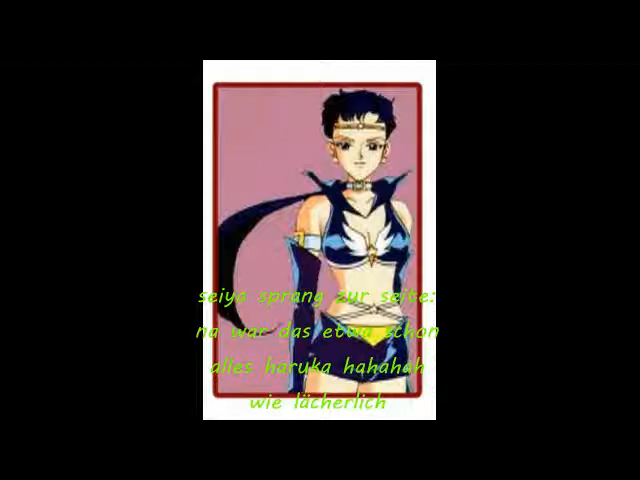 seiya sprang zur seite:
na war das etwa schon
alles haruka hahahah
wie lächerlich